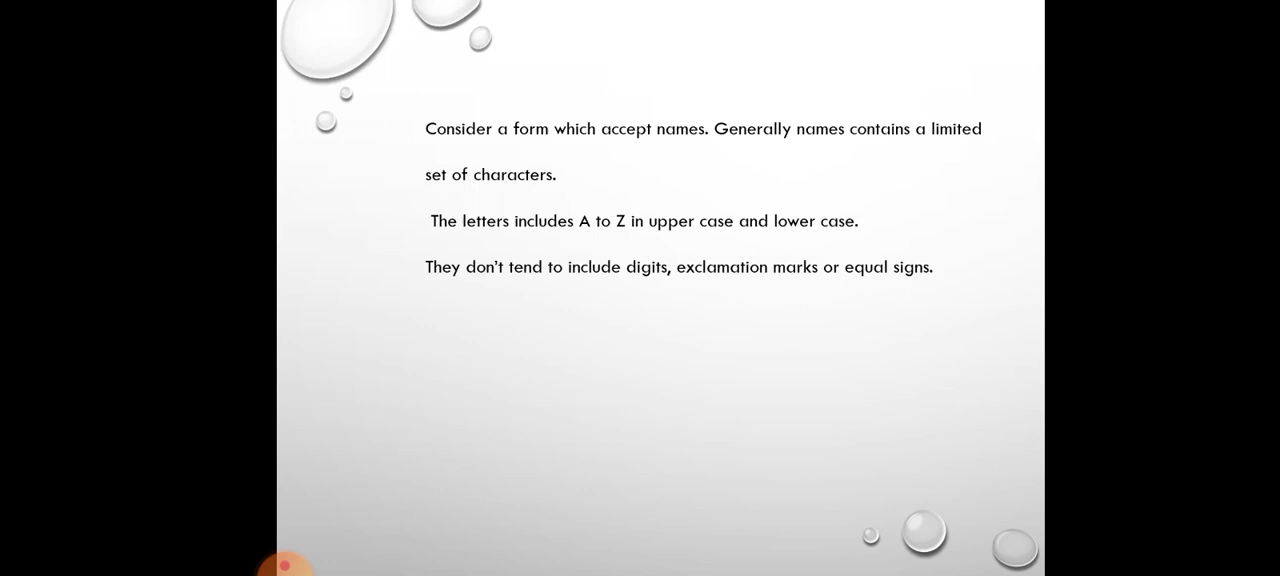 Consider a form which accept names. Generally names contains a limited
set of characters.
The letters includes A to Z in upper case and lower case.
They don’t tend to include digits, exclamation marks or equal signs.